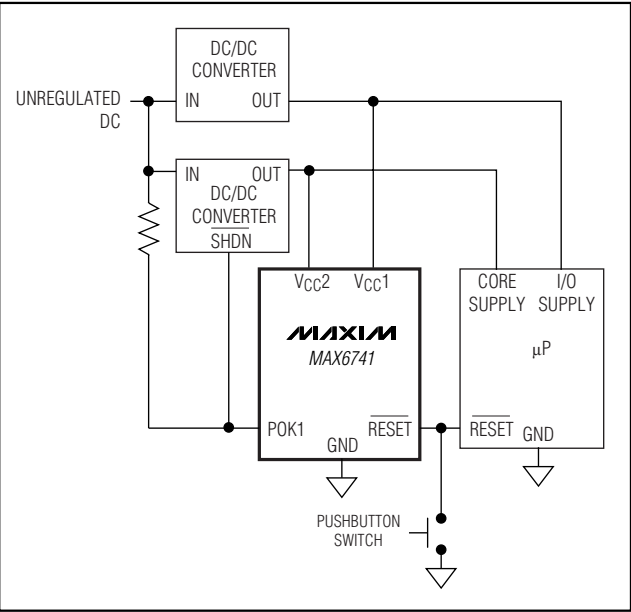 DC/DC
CONVERTER
UNREGULATED
DC
IN
OUT
IN
OUT
DC/DC
CONVERTER
SHDN
VCC2
VCC1
MAXIM
MAX6741
POK1
RESET
GND
CORE
SUPPLY
I/O
SUPPLY
μP
RESET
GND
PUSHBUTTON
SWITCH